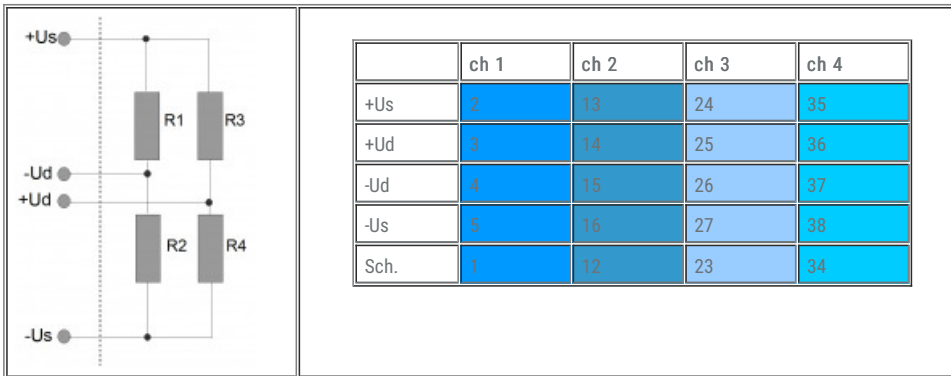 +Us
R1 R3
-Ud
+Ud
R2 R4
-Us
ch 1 ch 2 ch 3 ch 4
+Us 2 13 24 35
+Ud 3 14 25 36
-Ud 4 15 26 37
-Us 5 16 27 38
Sch. 1 12 23 34